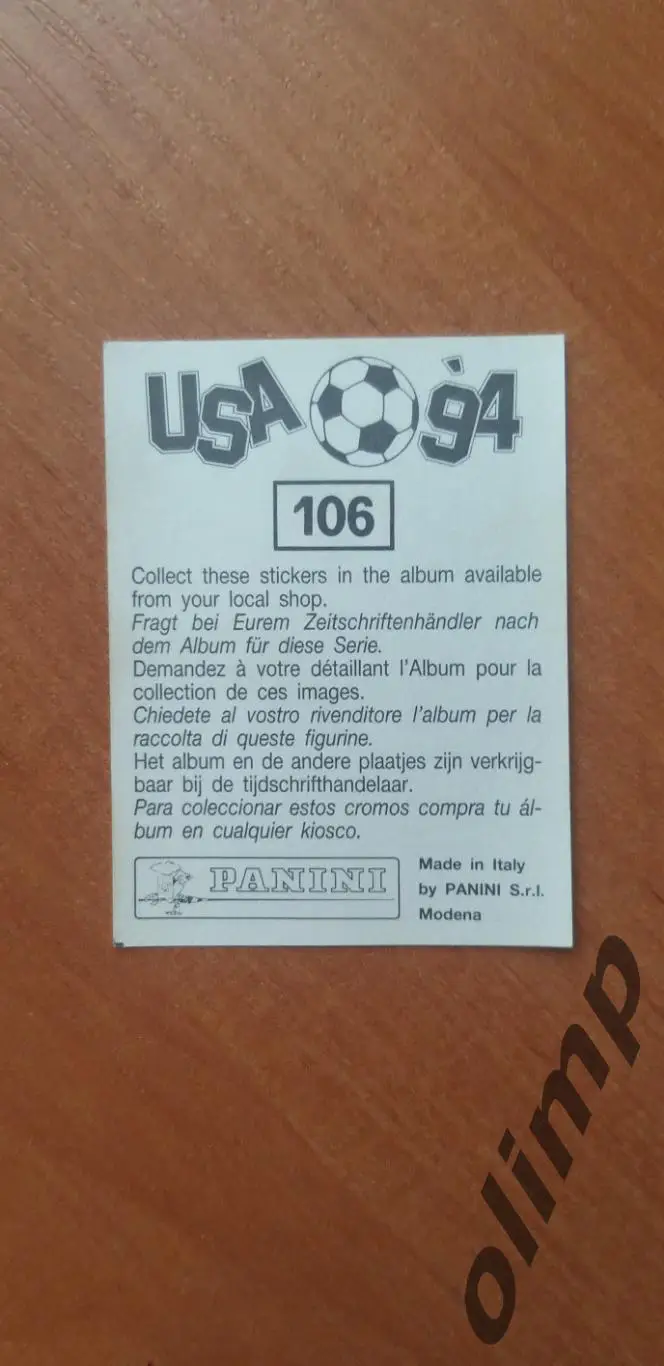 USA '94
106
Collect these stickers in the album available
from your local shop.
Fragt bei Eurem Zeitschriftenhändler nach
dem Album für diese Serie.
Demandez à votre détaillant l'Album pour la
collection de ces images.
Chiedete al vostro rivenditore l'album per la
raccolta di queste figurine.
Het album en de andere plaatjes zijn verkrijg-
baar bij de tijdschrifthandelaar.
Para coleccionar estos cromos compra tu ál-
bum en cualquier kiosco.
PANINI
Made in Italy
by PANINI S.r.l.
Modena
olimp